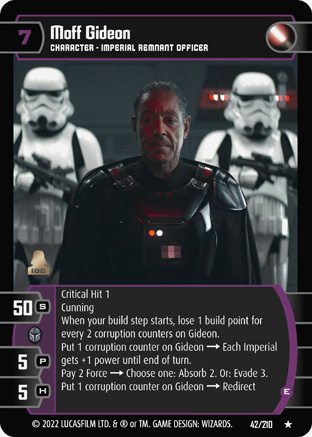 7
Moff Gideon
CHARACTER · IMPERIAL REMNANT OFFICER
IDC
50 S
5 P
5 H
Critical Hit 1
Cunning
When your build step starts, lose 1 build point for
every 2 corruption counters on Gideon.
Put 1 corruption counter on Gideon → Each Imperial
gets +1 power until end of turn.
Pay 2 Force → Choose one: Absorb 2. Or: Evade 3.
Put 1 corruption counter on Gideon → Redirect
E
© 2022 LUCASFILM LTD. & ® or TM. GAME DESIGN: WIZARDS. 42/210 ★